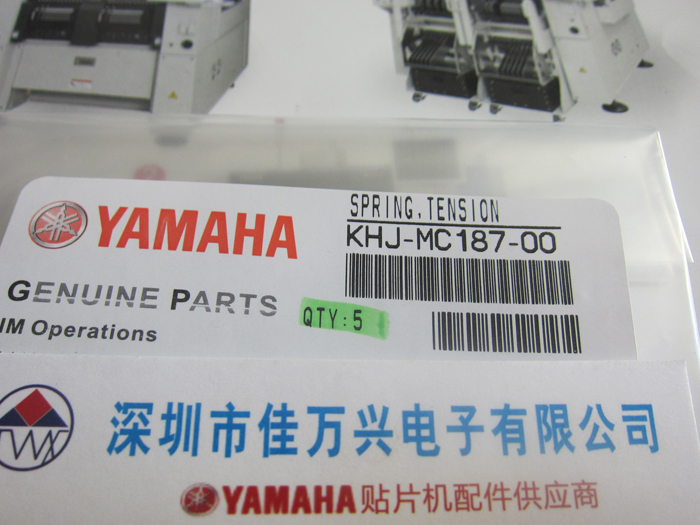 YAMAHA
SPRING,TENSION
KHJ-MC187-00
GENUINE PARTS
QTY:5
IM Operations
深圳市佳万兴电子有限公司
YAMAHA贴片机配件供应商